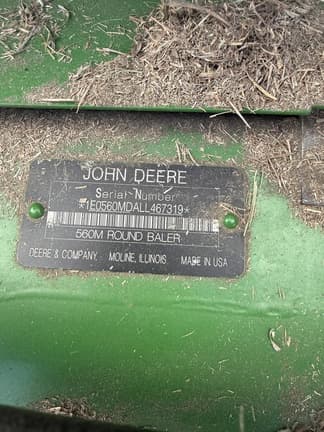 JOHN DEERE
Serial Number
*1E0560MDALL467319*
560M ROUND BALER
DEERE & COMPANY MOLINE, ILLINOIS MADE IN USA